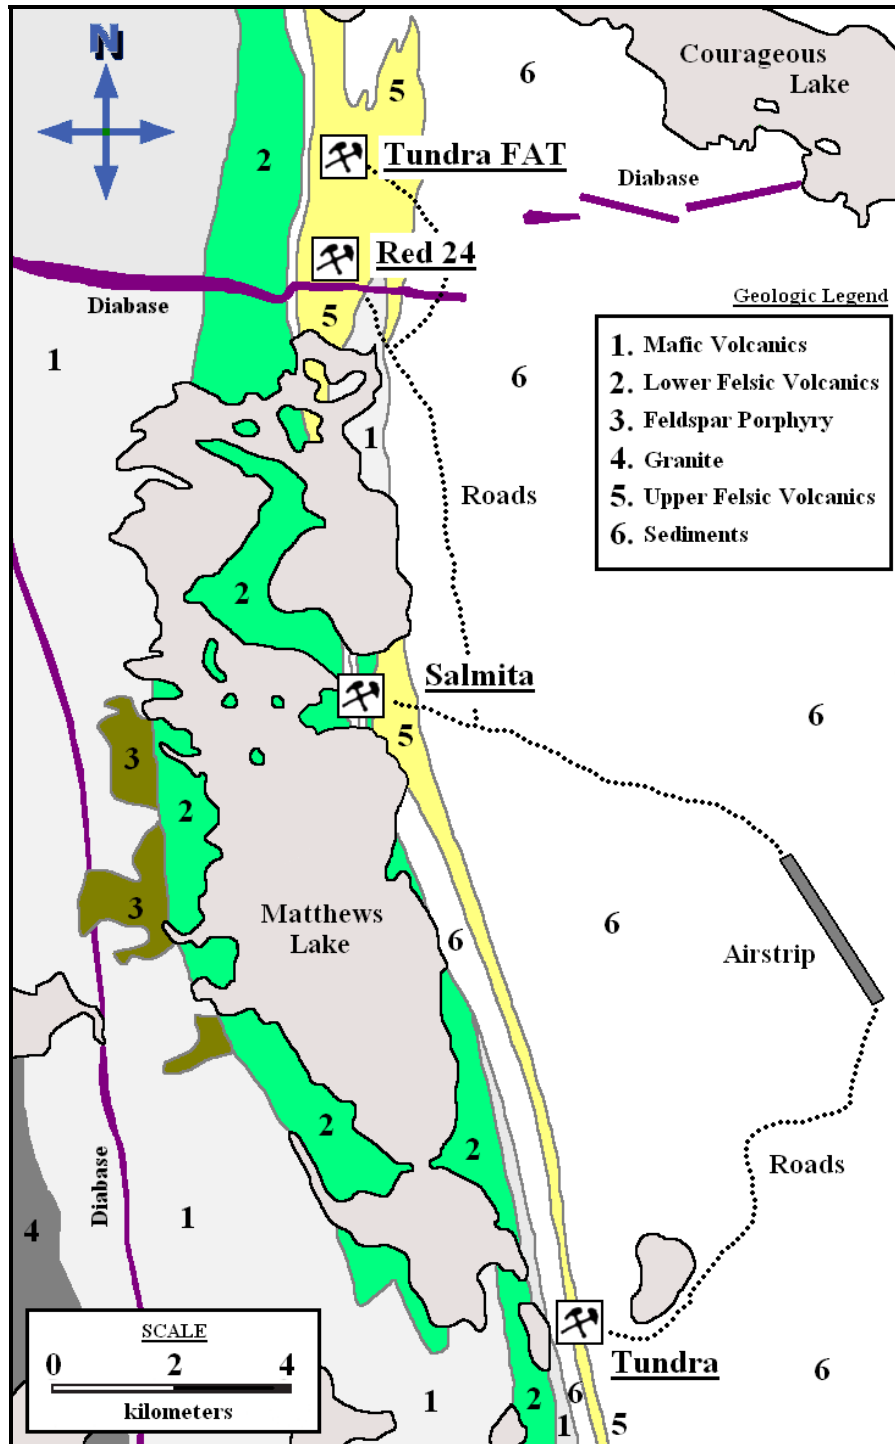 N
6
Courageous
Lake
5
2
Tundra FAT
Diabase
Red 24
Diabase
5
Geologic Legend
1
6
1. Mafic Volcanics
2. Lower Felsic Volcanics
3. Feldspar Porphyry
4. Granite
5. Upper Felsic Volcanics
6. Sediments
1
Roads
2
Salmita
6
5
3
2
3
Matthews
Lake
6
6
Airstrip
2
2
Roads
Diabase
1
4
SCALE
0 2 4
kilometers
Tundra
6
1
2
1
6
5